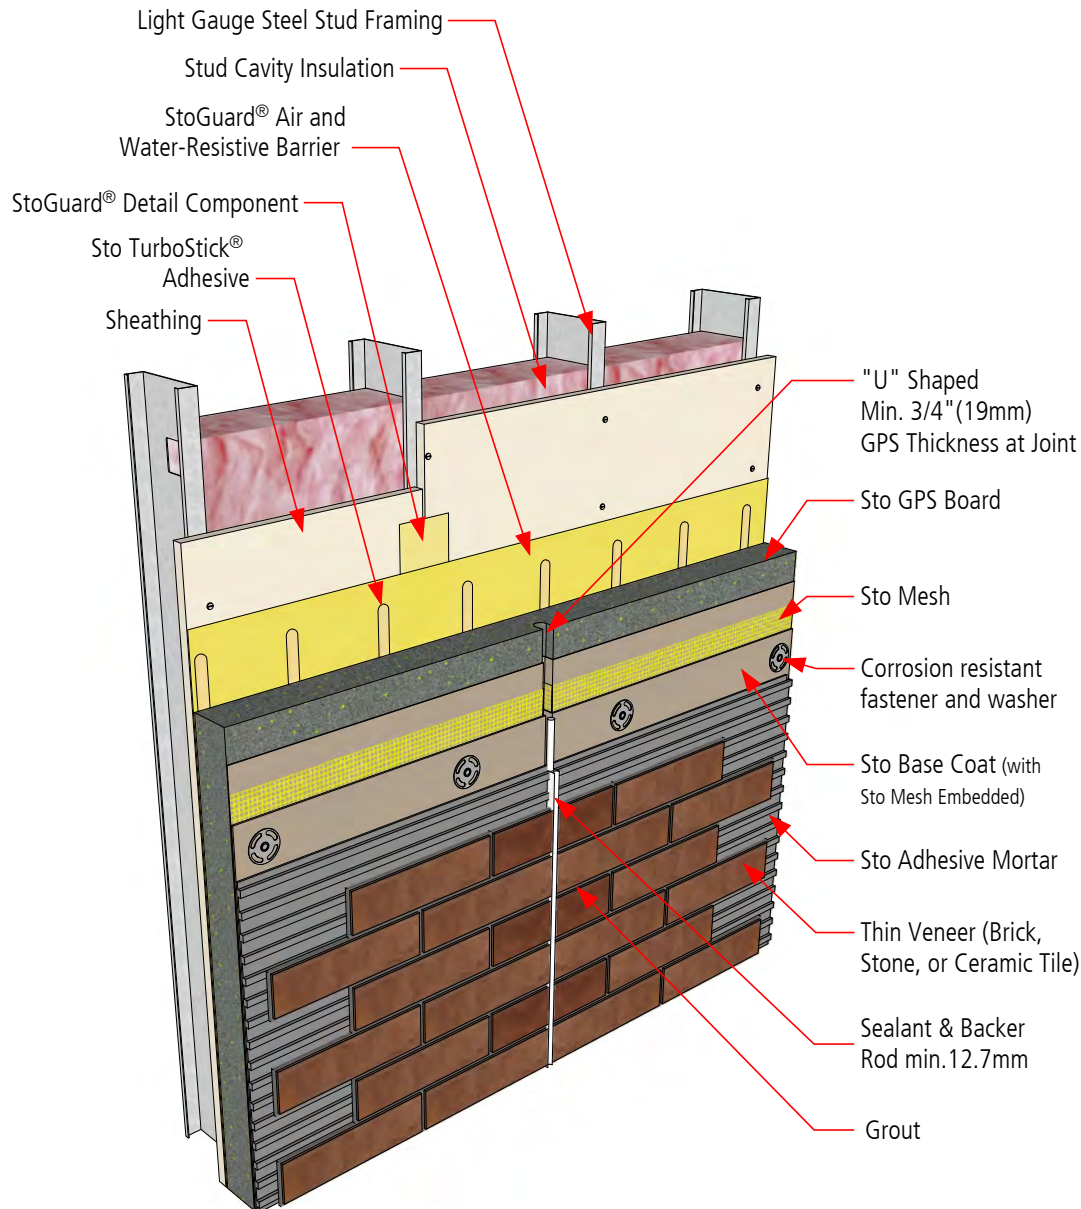 Light Gauge Steel Stud Framing
Stud Cavity Insulation
StoGuard® Air and
Water-Resistive Barrier
StoGuard® Detail Component
Sto TurboStick®
Adhesive
Sheathing
"U" Shaped
Min. 3/4"(19mm)
GPS Thickness at Joint
Sto GPS Board
Sto Mesh
Corrosion resistant
fastener and washer
Sto Base Coat (with
Sto Mesh Embedded)
Sto Adhesive Mortar
Thin Veneer (Brick,
Stone, or Ceramic Tile)
Sealant & Backer
Rod min.12.7mm
Grout